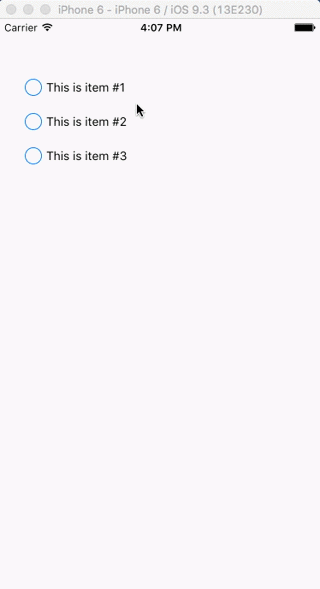 iPhone 6 - iPhone 6 / iOS 9.3 (13E230)
Carrier 4:07 PM
This is item #1
This is item #2
This is item #3